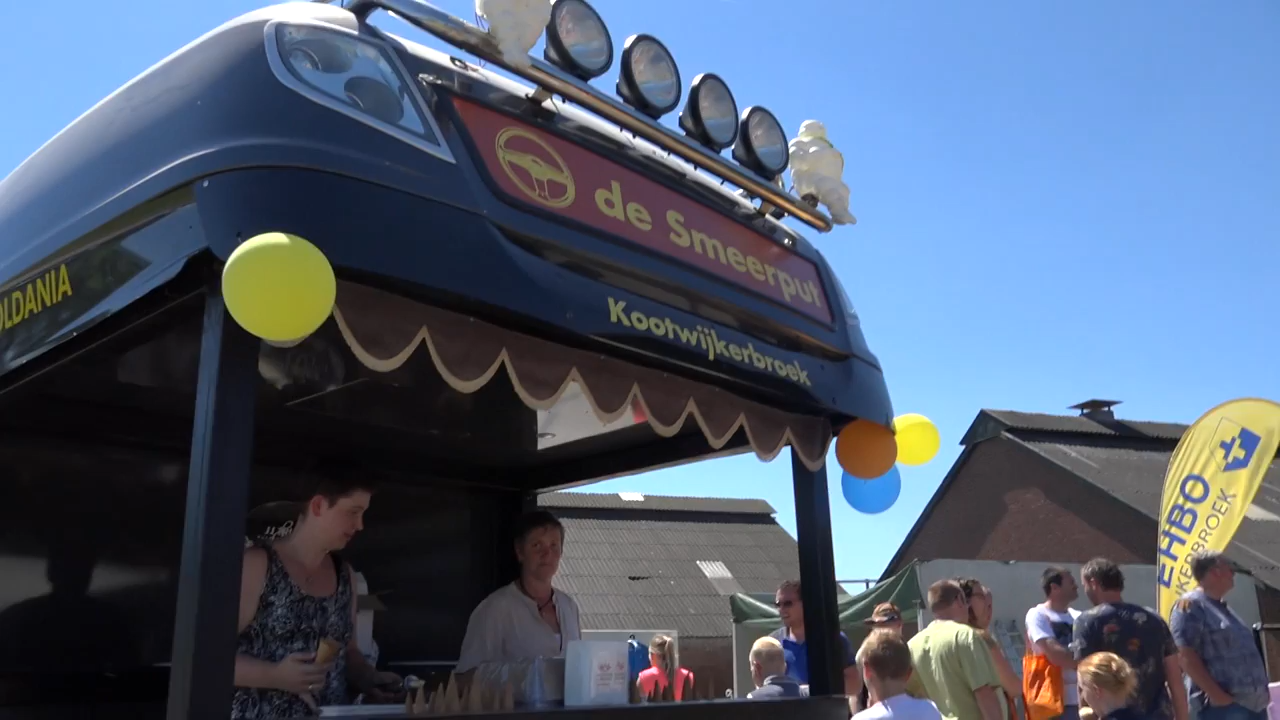 de Smeerput
Kootwijkerbroek
OLDANIA
EHBO
KERBROEK